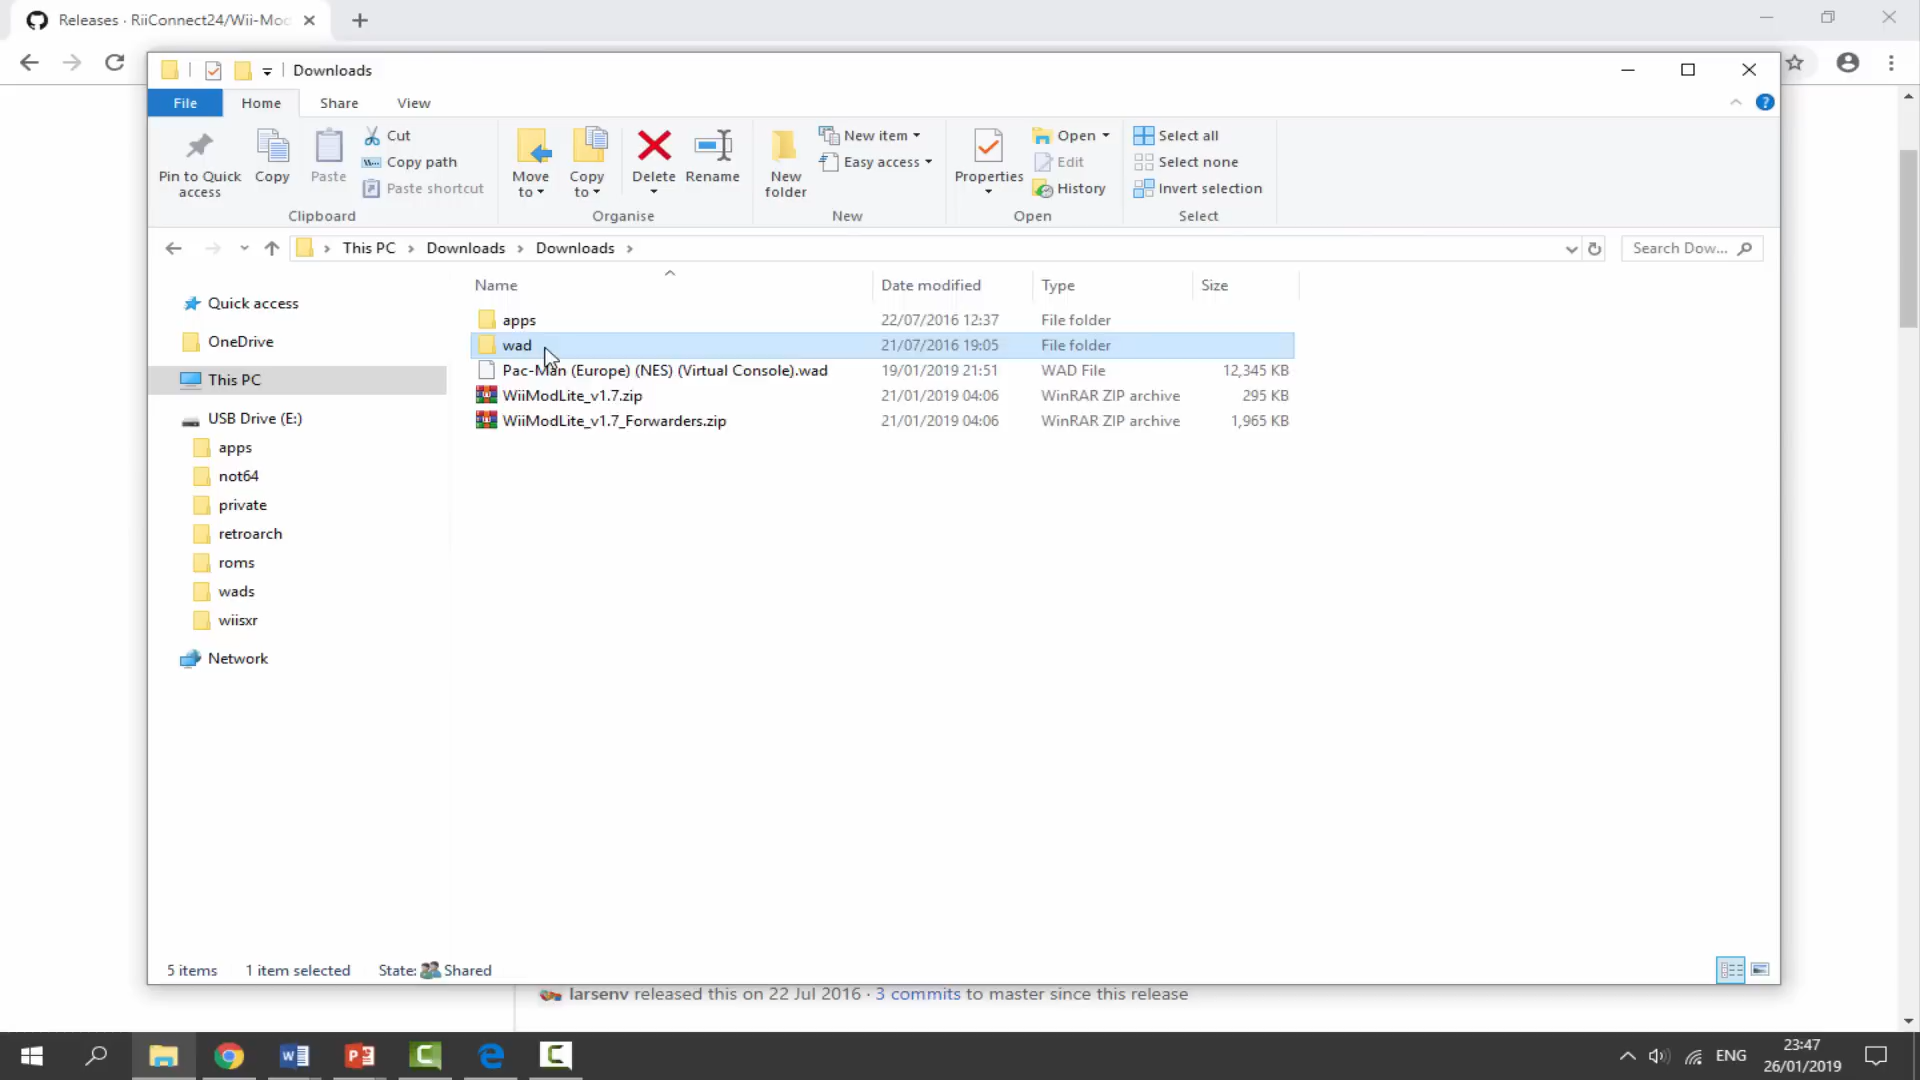 Releases · RiiConnect24/Wii-Mod
Downloads
File Home Share View
Pin to Quick access
Copy
Paste
Cut
Copy path
Paste shortcut
Clipboard
Move to
Copy to
Delete
Rename
Organise
New folder
New item
Easy access
New
Properties
Open
Edit
History
Open
Select all
Select none
Invert selection
Select
This PC > Downloads > Downloads >
Search Dow...
Name Date modified Type Size
Quick access
OneDrive
This PC
USB Drive (E:)
apps
not64
private
retroarch
roms
wads
wiisxr
Network
apps 22/07/2016 12:37 File folder
wad 21/07/2016 19:05 File folder
Pac-Man (Europe) (NES) (Virtual Console).wad 19/01/2019 21:51 WAD File 12,345 KB
WiiModLite_v1.7.zip 21/01/2019 04:06 WinRAR ZIP archive 295 KB
WiiModLite_v1.7_Forwarders.zip 21/01/2019 04:06 WinRAR ZIP archive 1,965 KB
5 items 1 item selected State: Shared
larsenv released this on 22 Jul 2016 · 3 commits to master since this release
ENG
23:47
26/01/2019